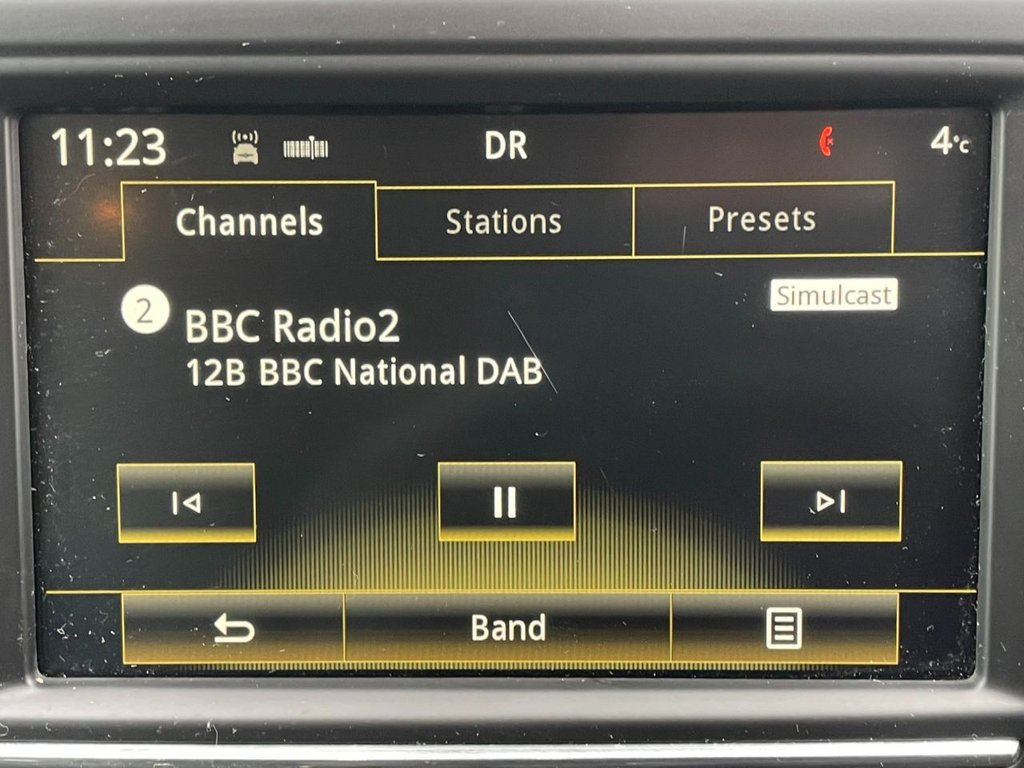 11:23 DR 4°C
Channels Stations Presets
Simulcast
2 BBC Radio2
12B BBC National DAB
Band